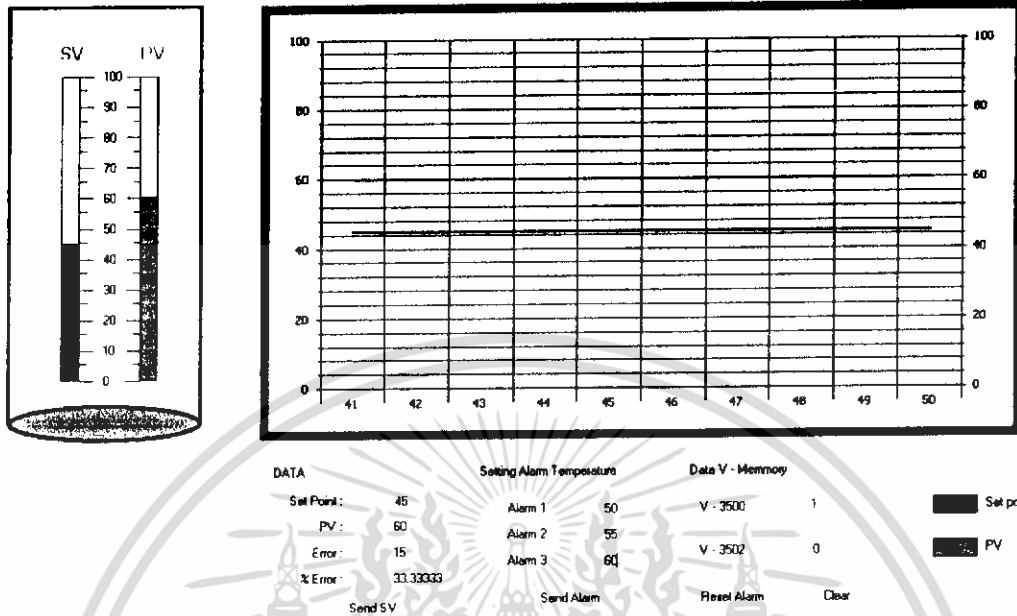 SV PV
100
90
80
70
60
50
40
30
20
10
0
100
80
60
40
20
0
100
80
60
40
20
0
41 42 43 44 45 46 47 48 49 50
DATA
Set Point : 45
PV : 60
Error : 15
% Error : 33.33333
Send SV
Setting Alarm Temperature
Alarm 1 50
Alarm 2 55
Alarm 3 60
Send Alarm
Data V - Memmory
V - 3500 1
V - 3502 0
Reset Alarm Clear
Set po
PV